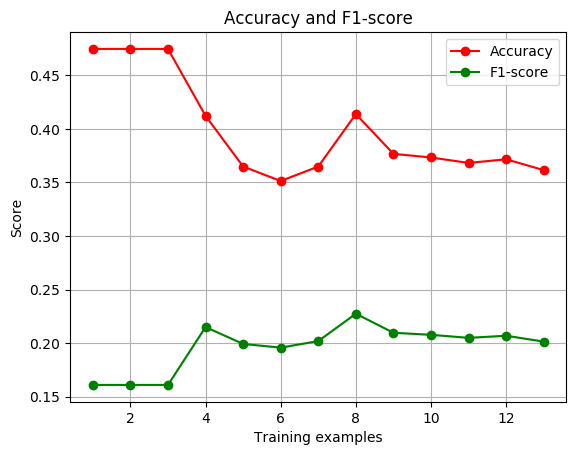 Accuracy and F1-score
Accuracy
F1-score
0.45
0.40
0.35
0.30
0.25
0.20
0.15
Score
2 4 6 8 10 12
Training examples